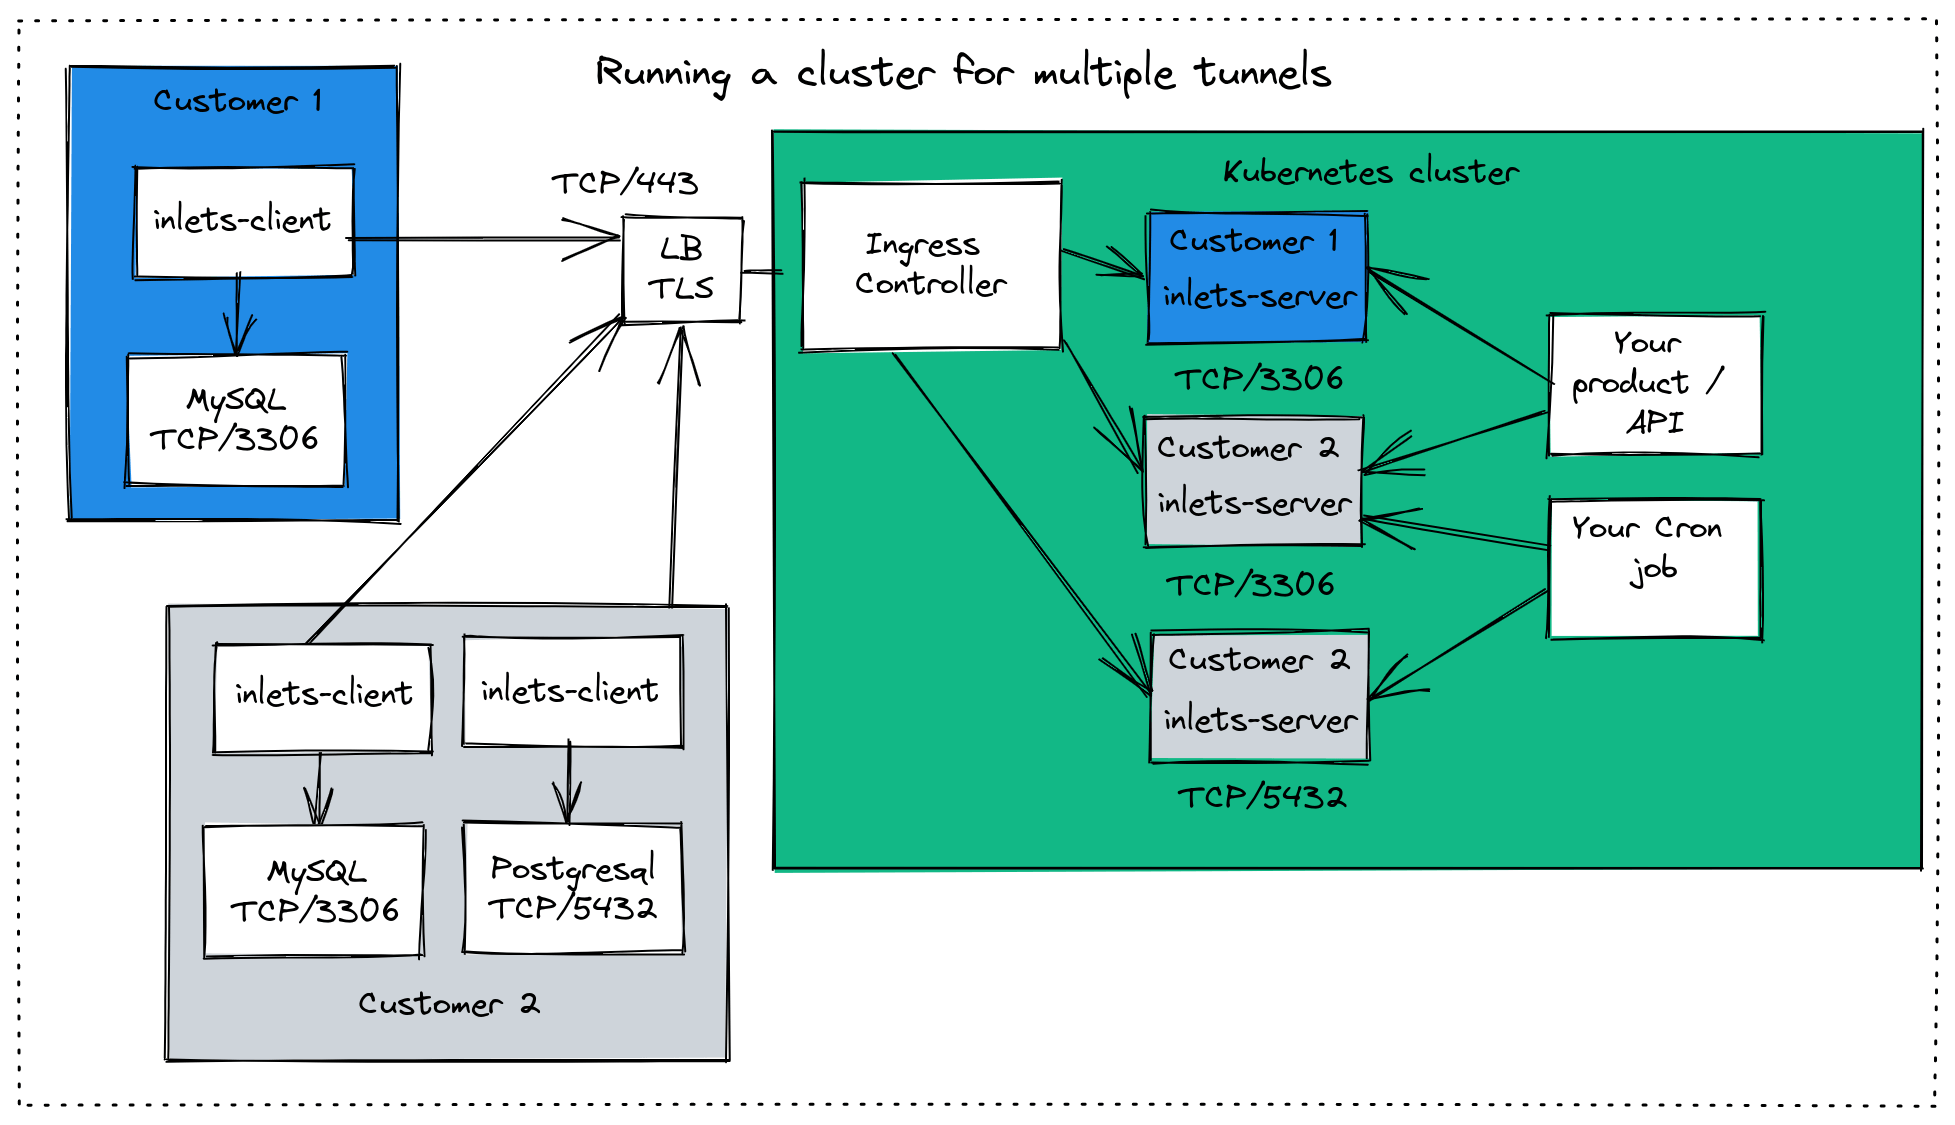 Running a cluster for multiple tunnels
Customer 1
inlets-client
MySQL
TCP/3306
TCP/443
LB
TLS
Kubernetes cluster
Ingress
Controller
Customer 1
inlets-server
TCP/3306
Customer 2
inlets-server
TCP/3306
Customer 2
inlets-server
TCP/5432
Your
product /
API
Your Cron
job
inlets-client
inlets-client
MySQL
TCP/3306
Postgresal
TCP/5432
Customer 2